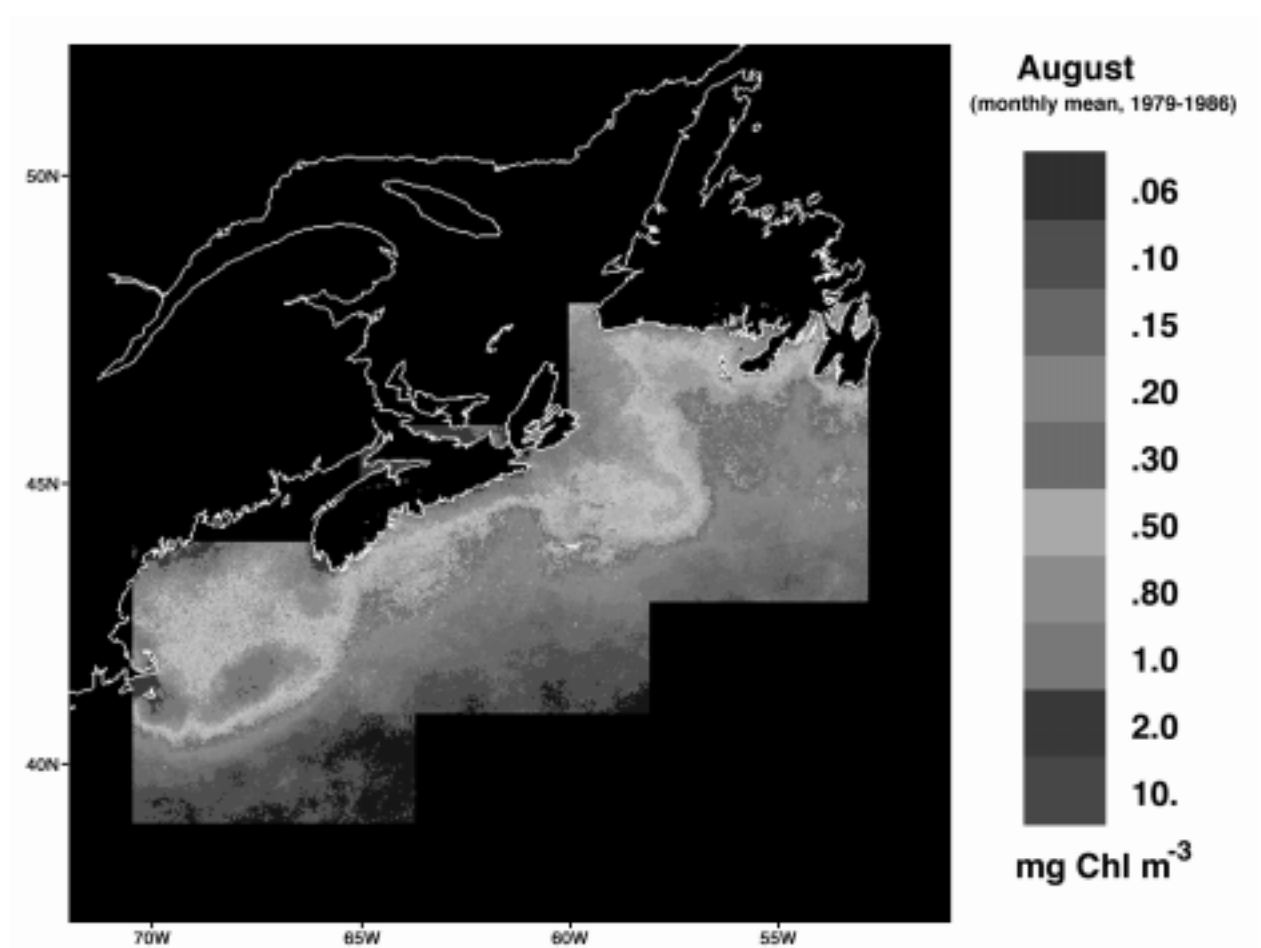 August
(monthly mean, 1979-1986)
50N
45N
40N
70W
65W
60W
55W
.06
.10
.15
.20
.30
.50
.80
1.0
2.0
10.
mg Chl m-3